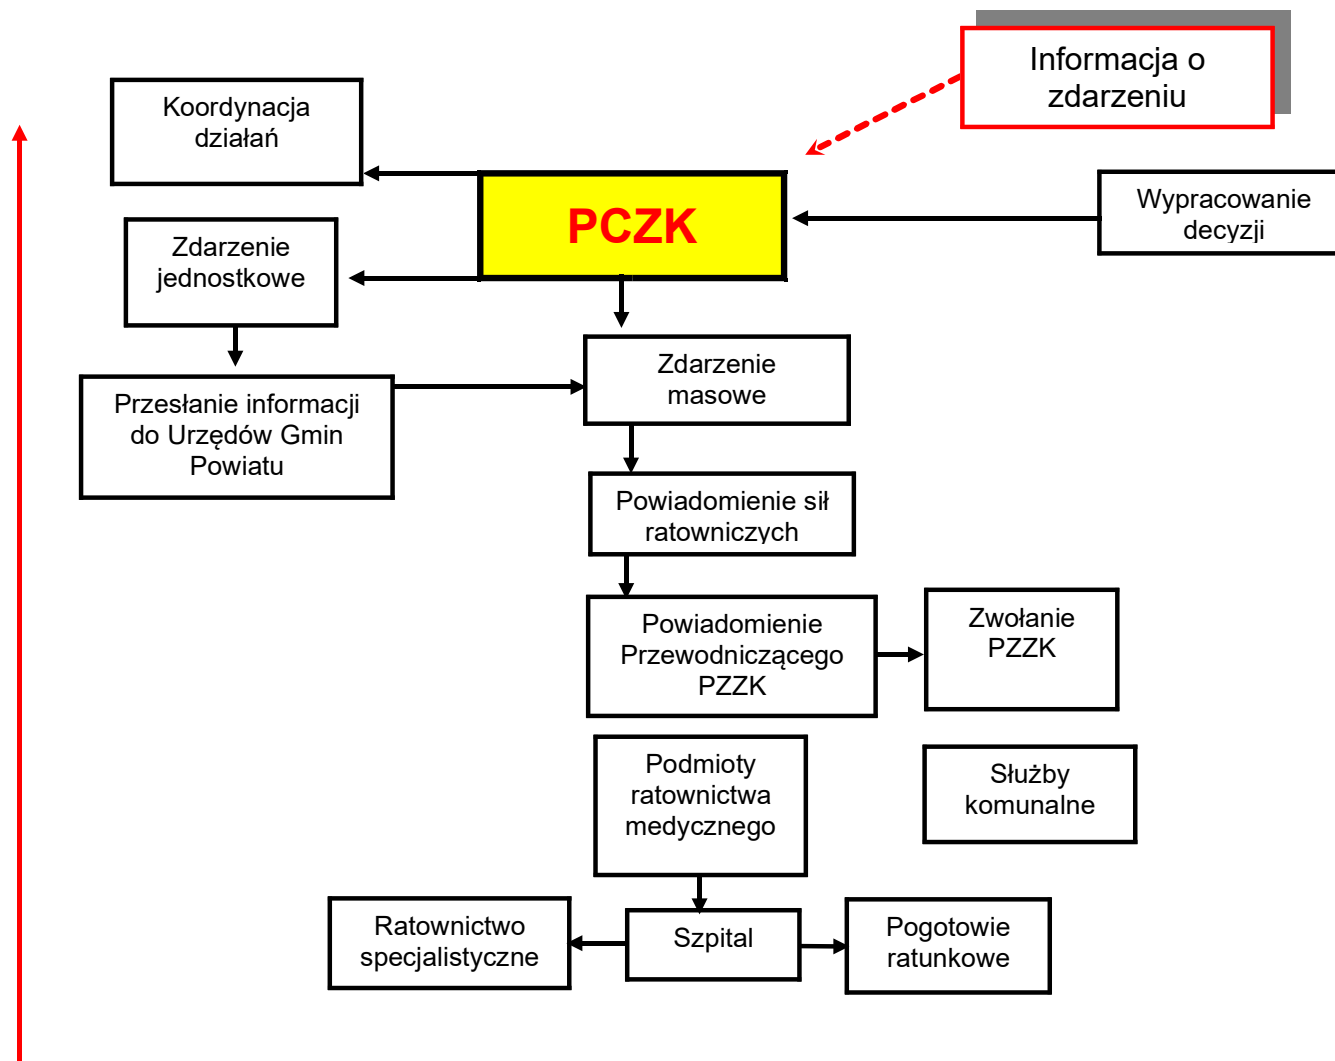 Informacja o
zdarzeniu
Koordynacja
działań
PCZK
Wypracowanie
decyzji
Zdarzenie
jednostkowe
Zdarzenie
masowe
Przesłanie informacji
do Urzędów Gmin
Powiatu
Powiadomienie sił
ratowniczych
Powiadomienie
Przewodniczącego
PZZK
Zwołanie
PZZK
Podmioty
ratownictwa
medycznego
Służby
komunalne
Ratownictwo
specjalistyczne
Szpital
Pogotowie
ratunkowe